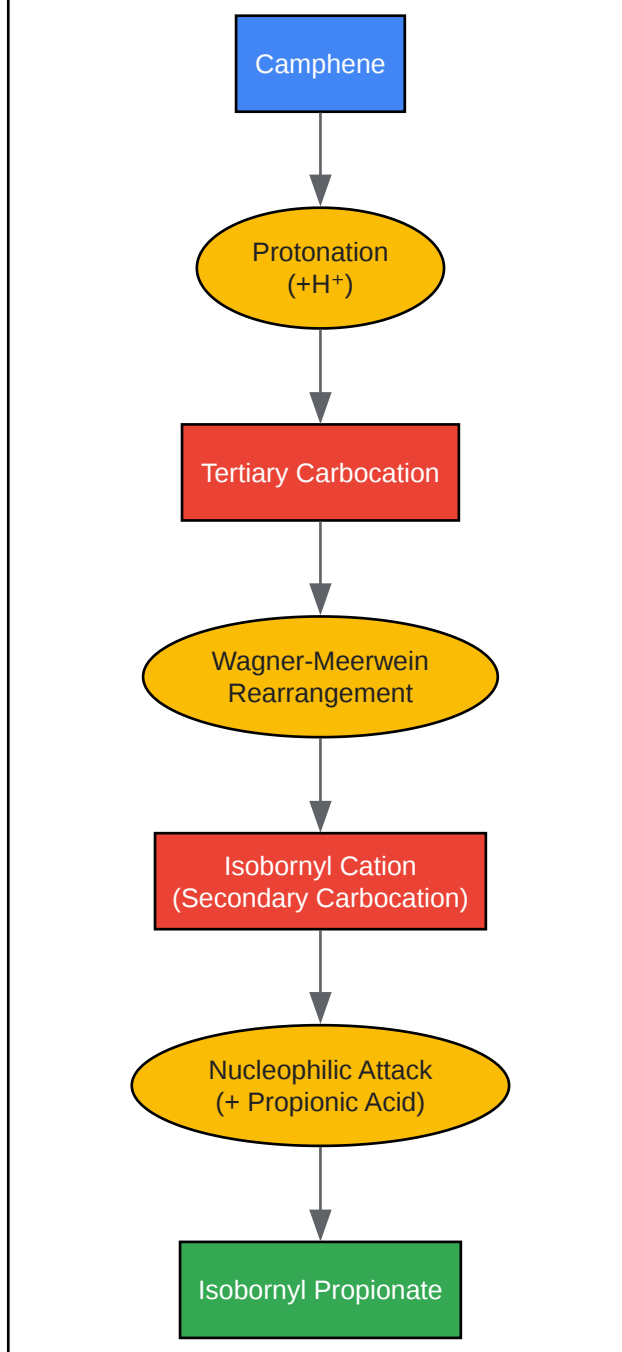 Camphene
Protonation
(+H⁺)
Tertiary Carbocation
Wagner-Meerwein
Rearrangement
Isobornyl Cation
(Secondary Carbocation)
Nucleophilic Attack
(+ Propionic Acid)
Isobornyl Propionate